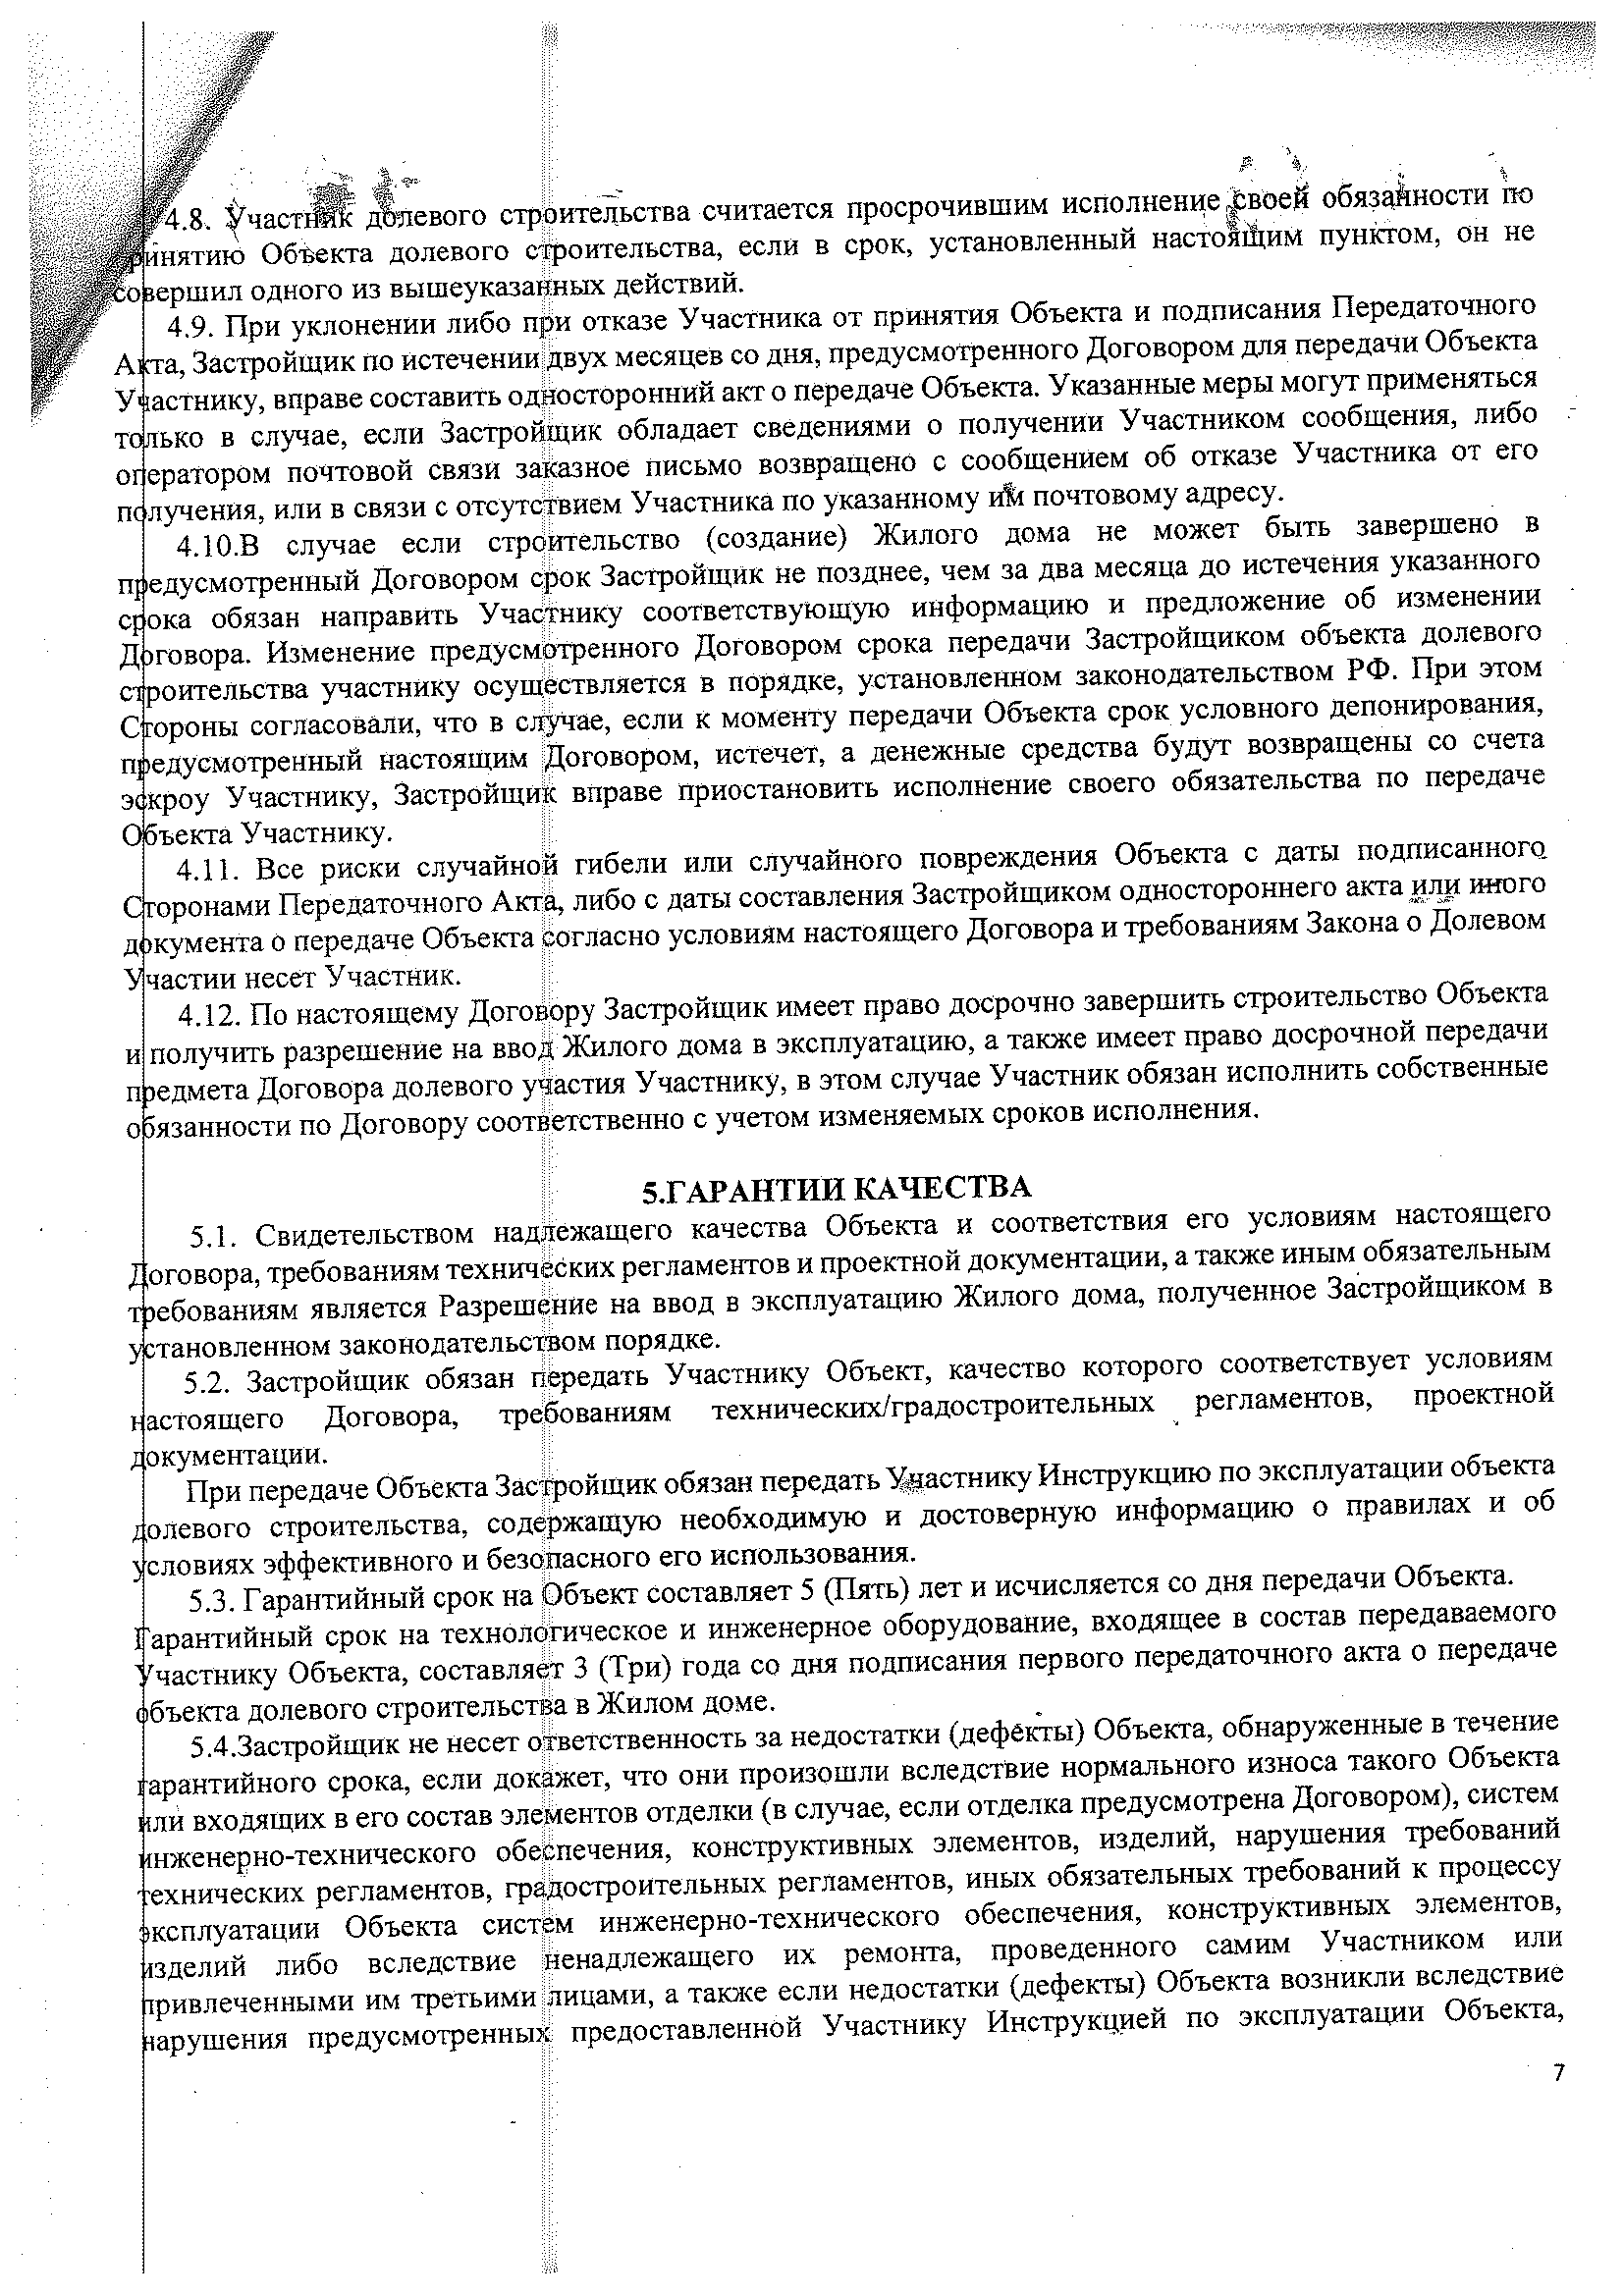 4.8. Участник долевого строительства считается просрочившим исполнение своей обязанности по
принятию Объекта долевого строительства, если в срок, установленный настоящим пунктом, он не
совершил одного из вышеуказанных действий.
4.9. При уклонении либо при отказе Участника от принятия Объекта и подписания Передаточного
Акта, Застройщик по истечении двух месяцев со дня, предусмотренного Договором для передачи Объекта
Участнику, вправе составить односторонний акт о передаче Объекта. Указанные меры могут применяться
только в случае, если Застройщик обладает сведениями о получении Участником сообщения, либо
оператором почтовой связи заказное письмо возвращено с сообщением об отказе Участника от его
получения, или в связи с отсутствием Участника по указанному им почтовому адресу.
4.10.В случае если строительство (создание) Жилого дома не может быть завершено в
предусмотренный Договором срок Застройщик не позднее, чем за два месяца до истечения указанного
срока обязан направить Участнику соответствующую информацию и предложение об изменении
Договора. Изменение предусмотренного Договором срока передачи Застройщиком объекта долевого
строительства участнику осуществляется в порядке, установленном законодательством РФ. При этом
Стороны согласовали, что в случае, если к моменту передачи Объекта срок условного депонирования,
предусмотренный настоящим Договором, истечет, а денежные средства будут возвращены со счета
эскроу Участнику, Застройщик вправе приостановить исполнение своего обязательства по передаче
Объекта Участнику.
4.11. Все риски случайной гибели или случайного повреждения Объекта с даты подписанного
Сторонами Передаточного Акта, либо с даты составления Застройщиком одностороннего акта или иного
документа о передаче Объекта согласно условиям настоящего Договора и требованиям Закона о Долевом
Участии несет Участник.
4.12. По настоящему Договору Застройщик имеет право досрочно завершить строительство Объекта
и получить разрешение на ввод Жилого дома в эксплуатацию, а также имеет право досрочной передачи
предмета Договора долевого участия Участнику, в этом случае Участник обязан исполнить собственные
обязанности по Договору соответственно с учетом изменяемых сроков исполнения.
5.ГАРАНТИИ КАЧЕСТВА
5.1. Свидетельством надлежащего качества Объекта и соответствия его условиям настоящего
Договора, требованиям технических регламентов и проектной документации, а также иным обязательным
требованиям является Разрешение на ввод в эксплуатацию Жилого дома, полученное Застройщиком в
установленном законодательством порядке.
5.2. Застройщик обязан передать Участнику Объект, качество которого соответствует условиям
настоящего Договора, требованиям технических/градостроительных регламентов, проектной
документации.
При передаче Объекта Застройщик обязан передать Участнику Инструкцию по эксплуатации объекта
долевого строительства, содержащую необходимую и достоверную информацию о правилах и об
условиях эффективного и безопасного его использования.
5.3. Гарантийный срок на Объект составляет 5 (Пять) лет и исчисляется со дня передачи Объекта.
Гарантийный срок на технологическое и инженерное оборудование, входящее в состав передаваемого
Участнику Объекта, составляет 3 (Три) года со дня подписания первого передаточного акта о передаче
объекта долевого строительства в Жилом доме.
5.4.Застройщик не несет ответственность за недостатки (дефекты) Объекта, обнаруженные в течение
гарантийного срока, если докажет, что они произошли вследствие нормального износа такого Объекта
или входящих в его состав элементов отделки (в случае, если отделка предусмотрена Договором), систем
инженерно-технического обеспечения, конструктивных элементов, изделий, нарушения требований
технических регламентов, градостроительных регламентов, иных обязательных требований к процессу
эксплуатации Объекта систем инженерно-технического обеспечения, конструктивных элементов,
изделий либо вследствие ненадлежащего их ремонта, проведенного самим Участником или
привлеченными им третьими лицами, а также если недостатки (дефекты) Объекта возникли вследствие
нарушения предусмотренных предоставленной Участнику Инструкцией по эксплуатации Объекта,
7